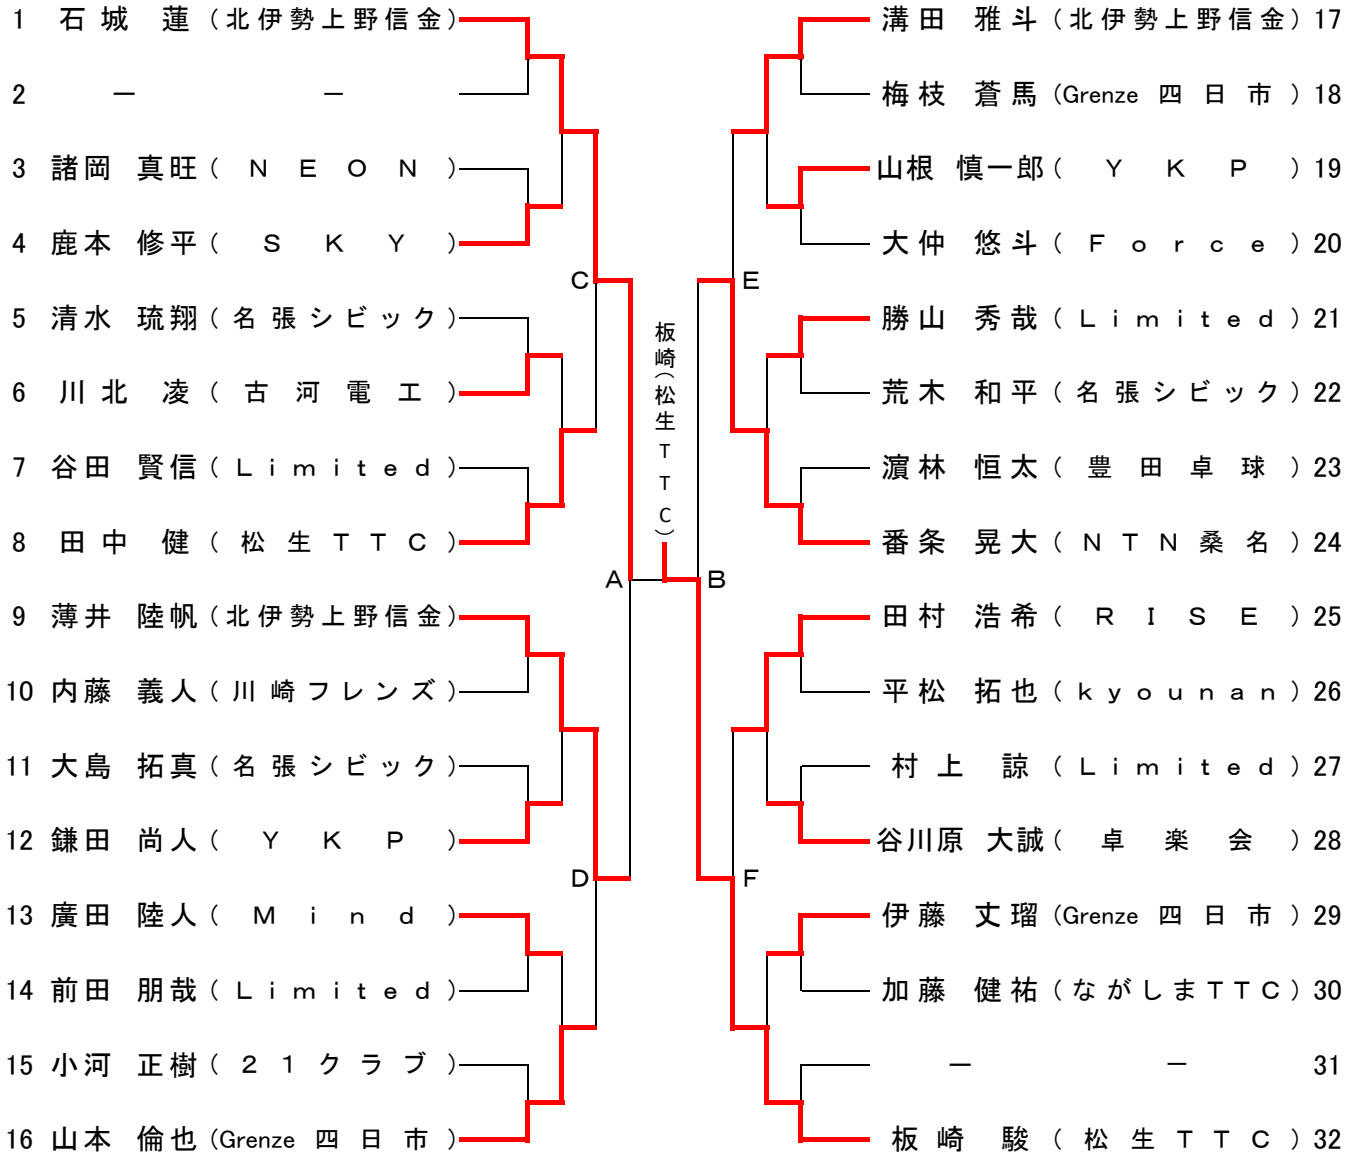 1 石城 蓮 (北伊勢上野信金)
2 － －
3 諸岡 真旺 (ＮＥＯＮ)
4 鹿本 修平 (ＳＫＹ)
5 清水 琉翔 (名張シビック)
6 川北 凌 (古河電工)
7 谷田 賢信 (Ｌｉｍｉｔｅｄ)
8 田中 健 (松生ＴＴＣ)
9 薄井 陸帆 (北伊勢上野信金)
10 内藤 義人 (川崎フレンズ)
11 大島 拓真 (名張シビック)
12 鎌田 尚人 (ＹＫＰ)
13 廣田 陸人 (Ｍｉｎｄ)
14 前田 朋哉 (Ｌｉｍｉｔｅｄ)
15 小河 正樹 (２１クラブ)
16 山本 倫也 (Grenze 四日市)
C
A
D
板崎(松生ＴＴＣ)
B
E
F
溝田 雅斗 (北伊勢上野信金) 17
梅枝 蒼馬 (Grenze 四日市) 18
山根 慎一郎 (ＹＫＰ) 19
大仲 悠斗 (Ｆｏｒｃｅ) 20
勝山 秀哉 (Ｌｉｍｉｔｅｄ) 21
荒木 和平 (名張シビック) 22
濵林 恒太 (豊田卓球) 23
番条 晃大 (ＮＴＮ桑名) 24
田村 浩希 (ＲＩＳＥ) 25
平松 拓也 (ｋｙｏｕｎａｎ) 26
村上 諒 (Ｌｉｍｉｔｅｄ) 27
谷川原 大誠 (卓楽会) 28
伊藤 丈瑠 (Grenze 四日市) 29
加藤 健祐 (ながしまＴＴＣ) 30
－ － 31
板崎 駿 (松生ＴＴＣ) 32